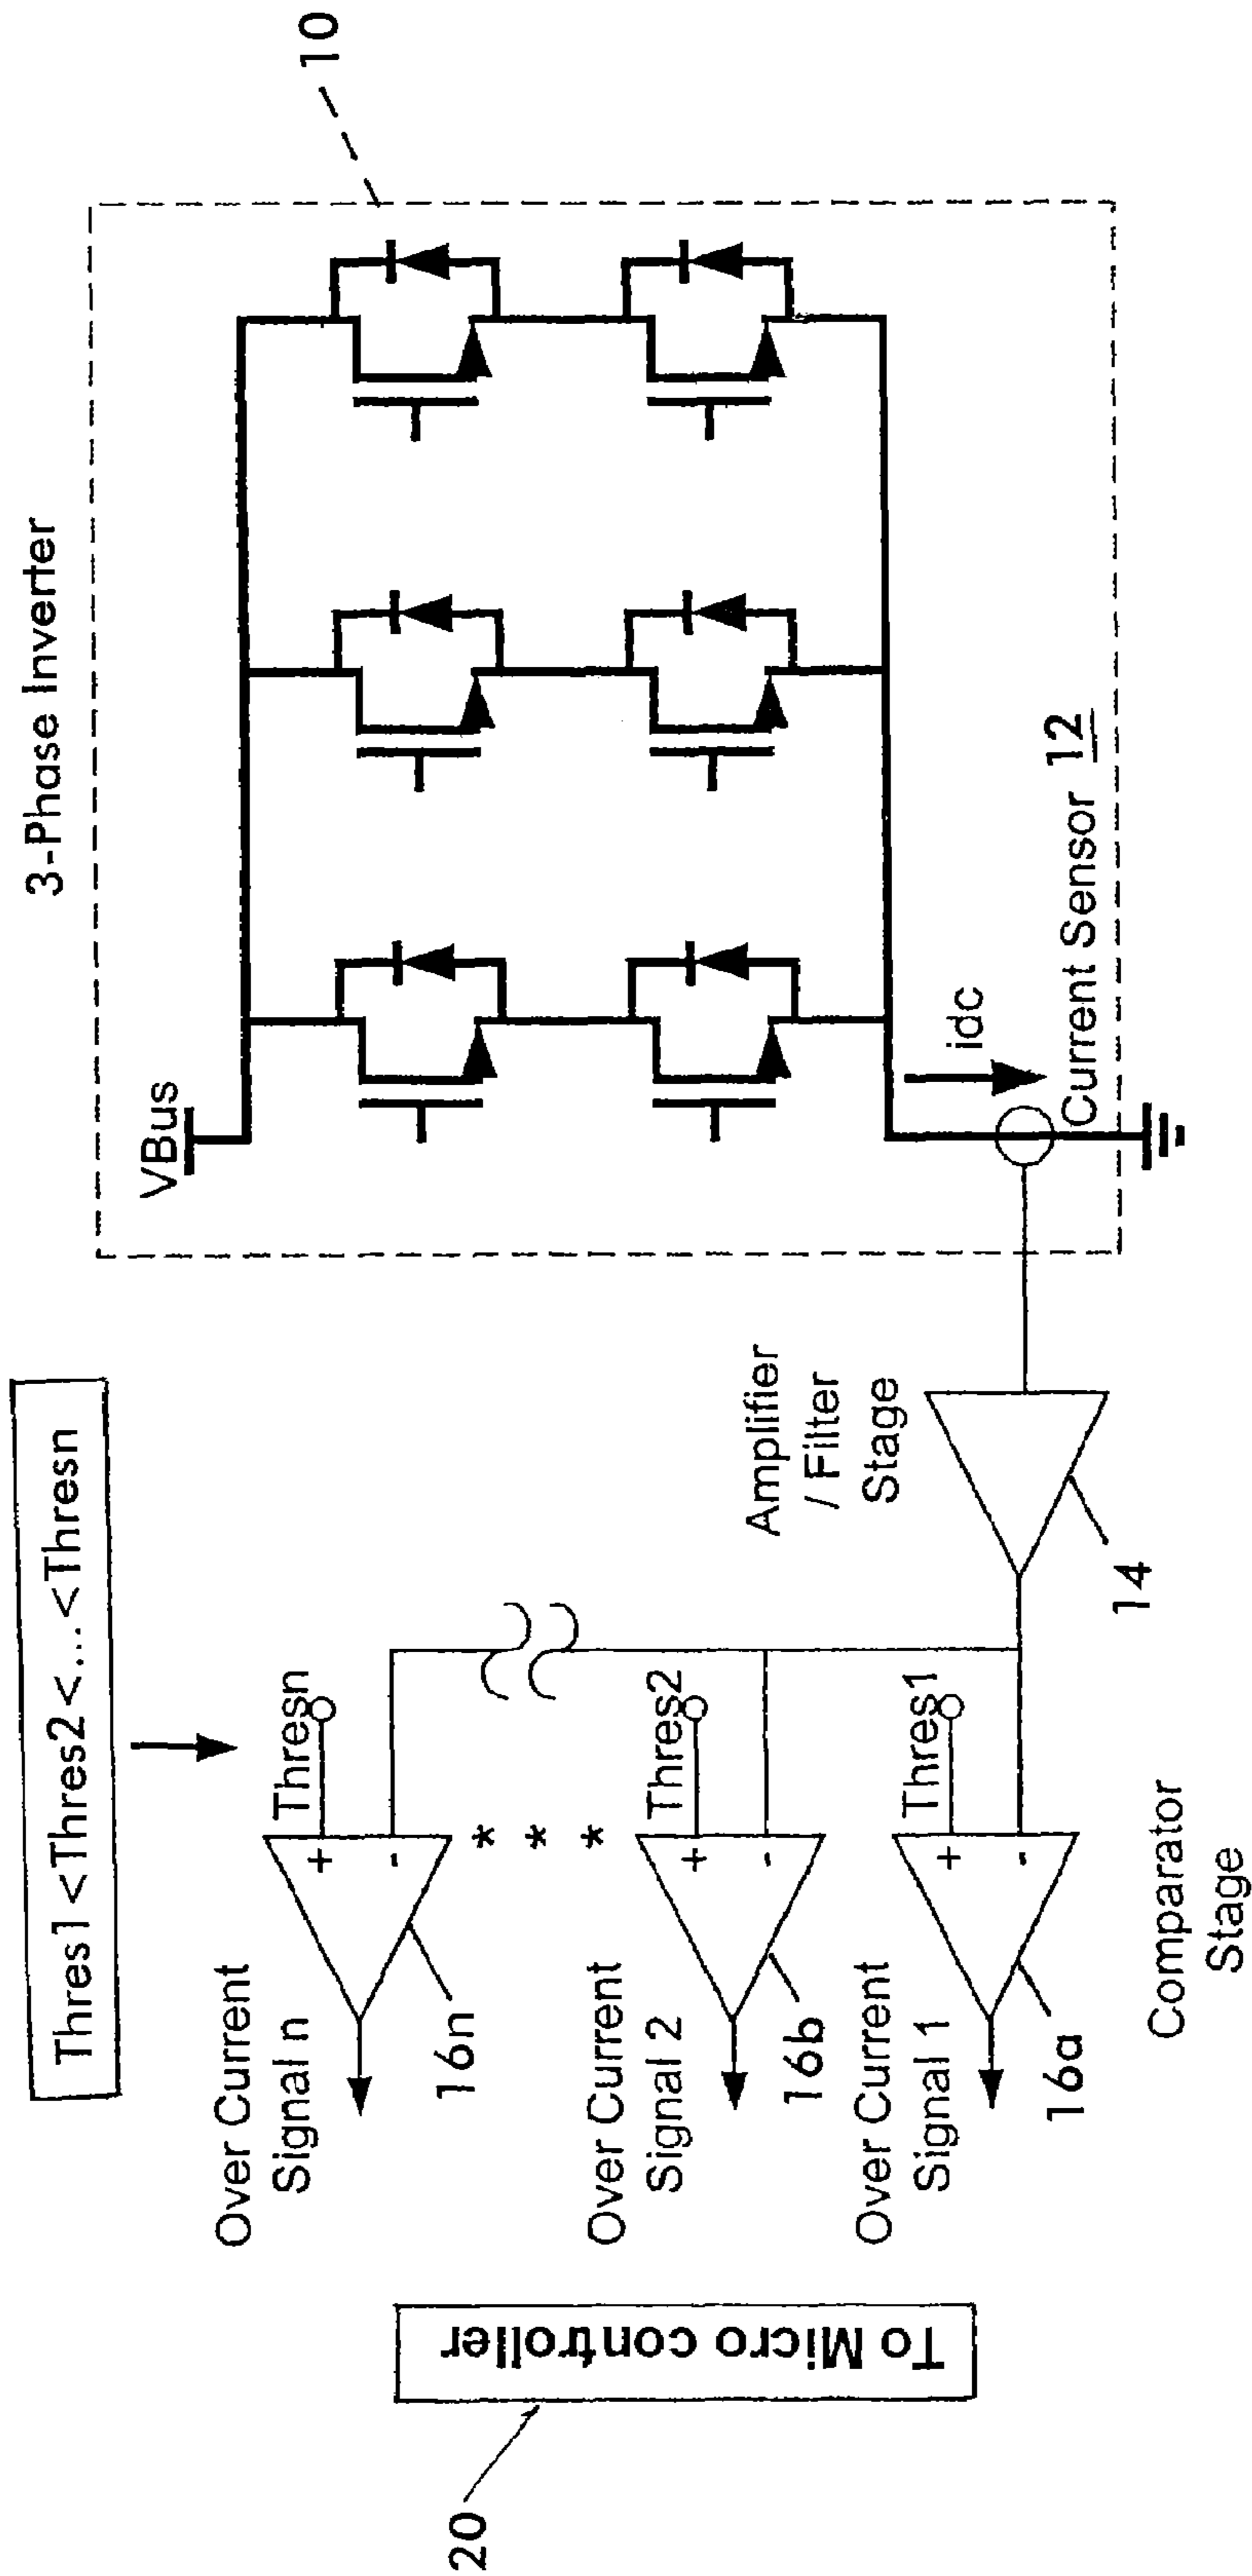 Thres1<Thres2<...<Thresn
3-Phase Inverter
10
VBus
idc
Current Sensor 12
Amplifier
/ Filter
Stage
14
Thresn
+
-
16n
Over Current
Signal n
*
*
*
Thres2
+
-
16b
Over Current
Signal 2
Thres1
+
-
16a
Over Current
Signal 1
Comparator
Stage
To Micro controller
20